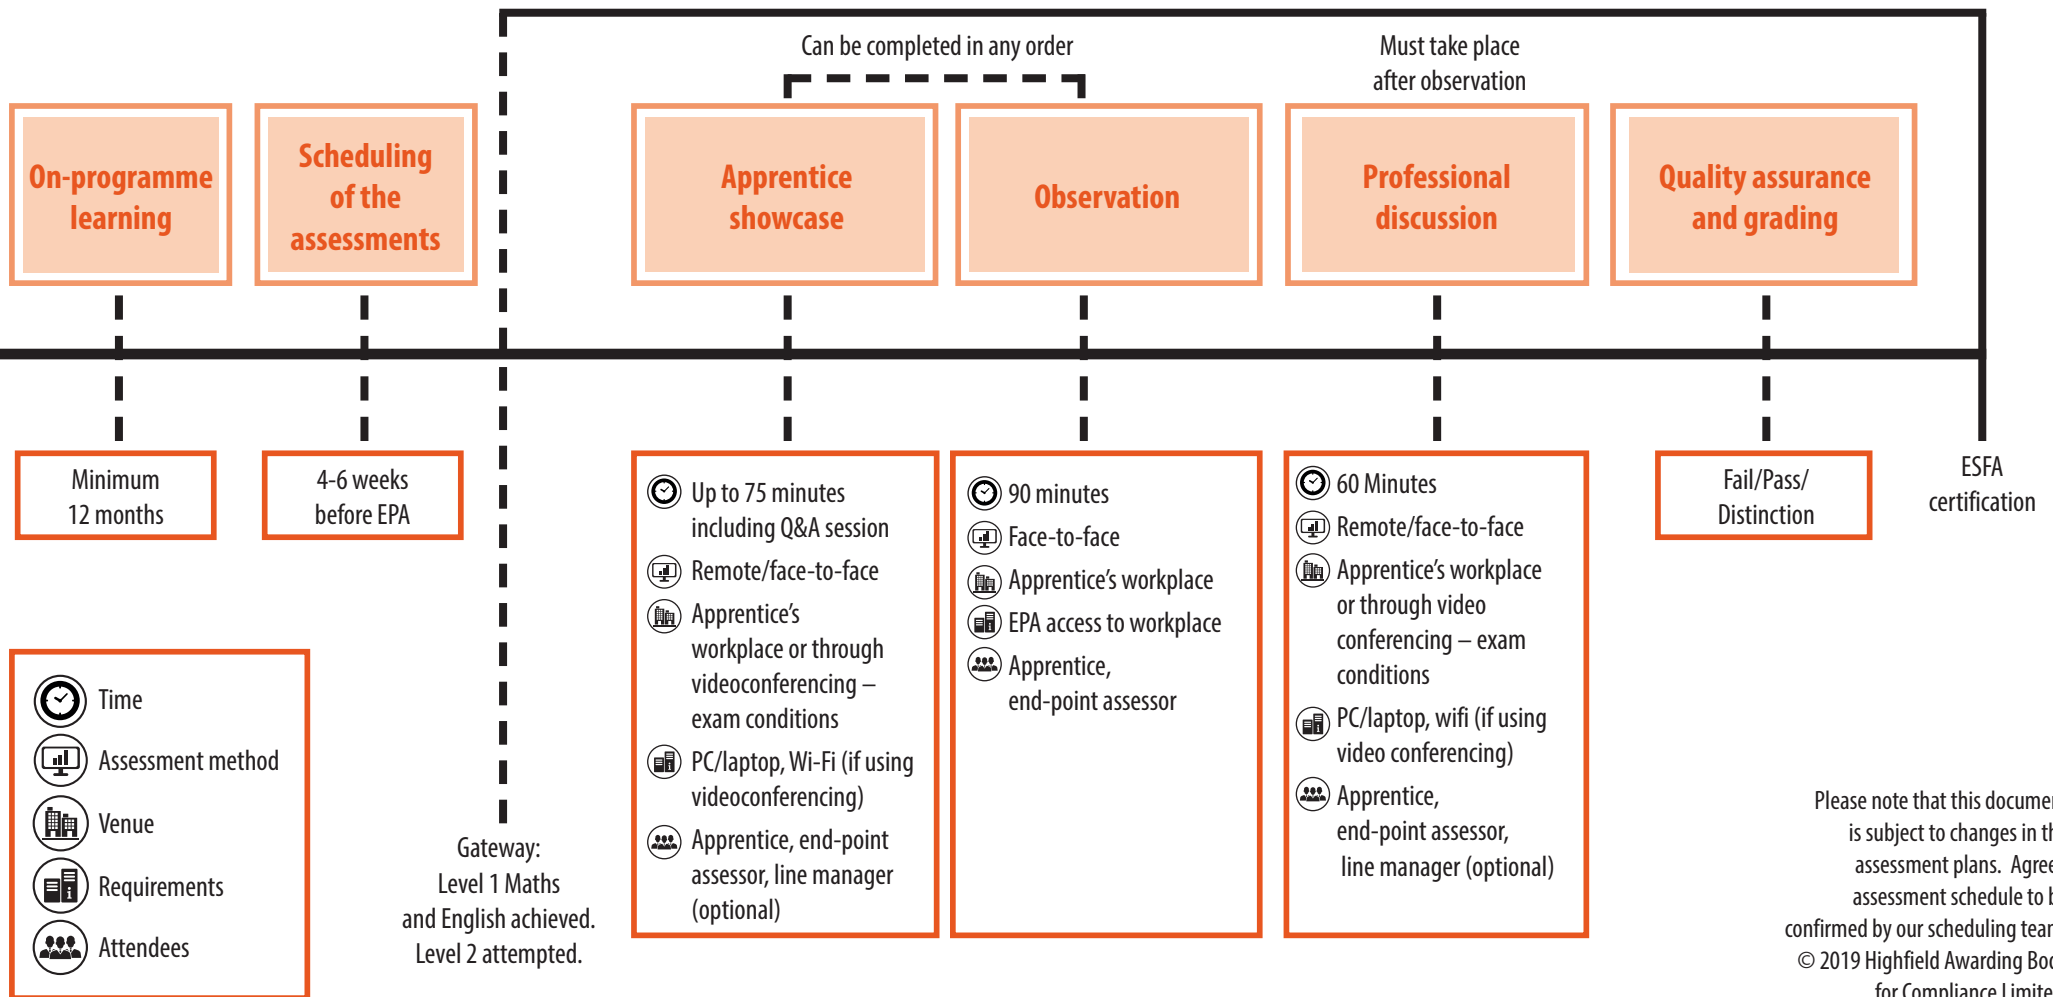 Can be completed in any order
Must take place
after observation
On-programme
learning
Scheduling
of the
assessments
Apprentice
showcase
Observation
Professional
discussion
Quality assurance
and grading
Minimum
12 months
4-6 weeks
before EPA
Up to 75 minutes
including Q&A session
Remote/face-to-face
Apprentice's
workplace or through
videoconferencing –
exam conditions
PC/laptop, Wi-Fi (if using
videoconferencing)
Apprentice, end-point
assessor, line manager
(optional)
90 minutes
Face-to-face
Apprentice's workplace
EPA access to workplace
Apprentice,
end-point assessor
60 Minutes
Remote/face-to-face
Apprentice's workplace
or through video
conferencing – exam
conditions
PC/laptop, wifi (if using
video conferencing)
Apprentice,
end-point assessor,
line manager (optional)
Fail/Pass/
Distinction
ESFA
certification
Time
Assessment method
Venue
Requirements
Attendees
Gateway:
Level 1 Maths
and English achieved.
Level 2 attempted.
Please note that this
is subject to changes in
assessment plans.
assessment schedule to
confirmed by our scheduling
© 2019 Highfield Awarding
for Compliance